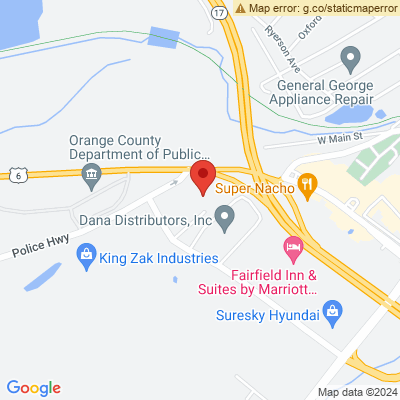 Map error: g.co/staticmaperror
17
Oxford
Ryerson Ave
General George
Appliance Repair
W Main St
Orange County
Department of Public...
6
Super Nacho
Dana Distributors, Inc
Police Hwy
King Zak Industries
Fairfield Inn &
Suites by Marriott...
Suresky Hyundai
Google
Map data ©2024